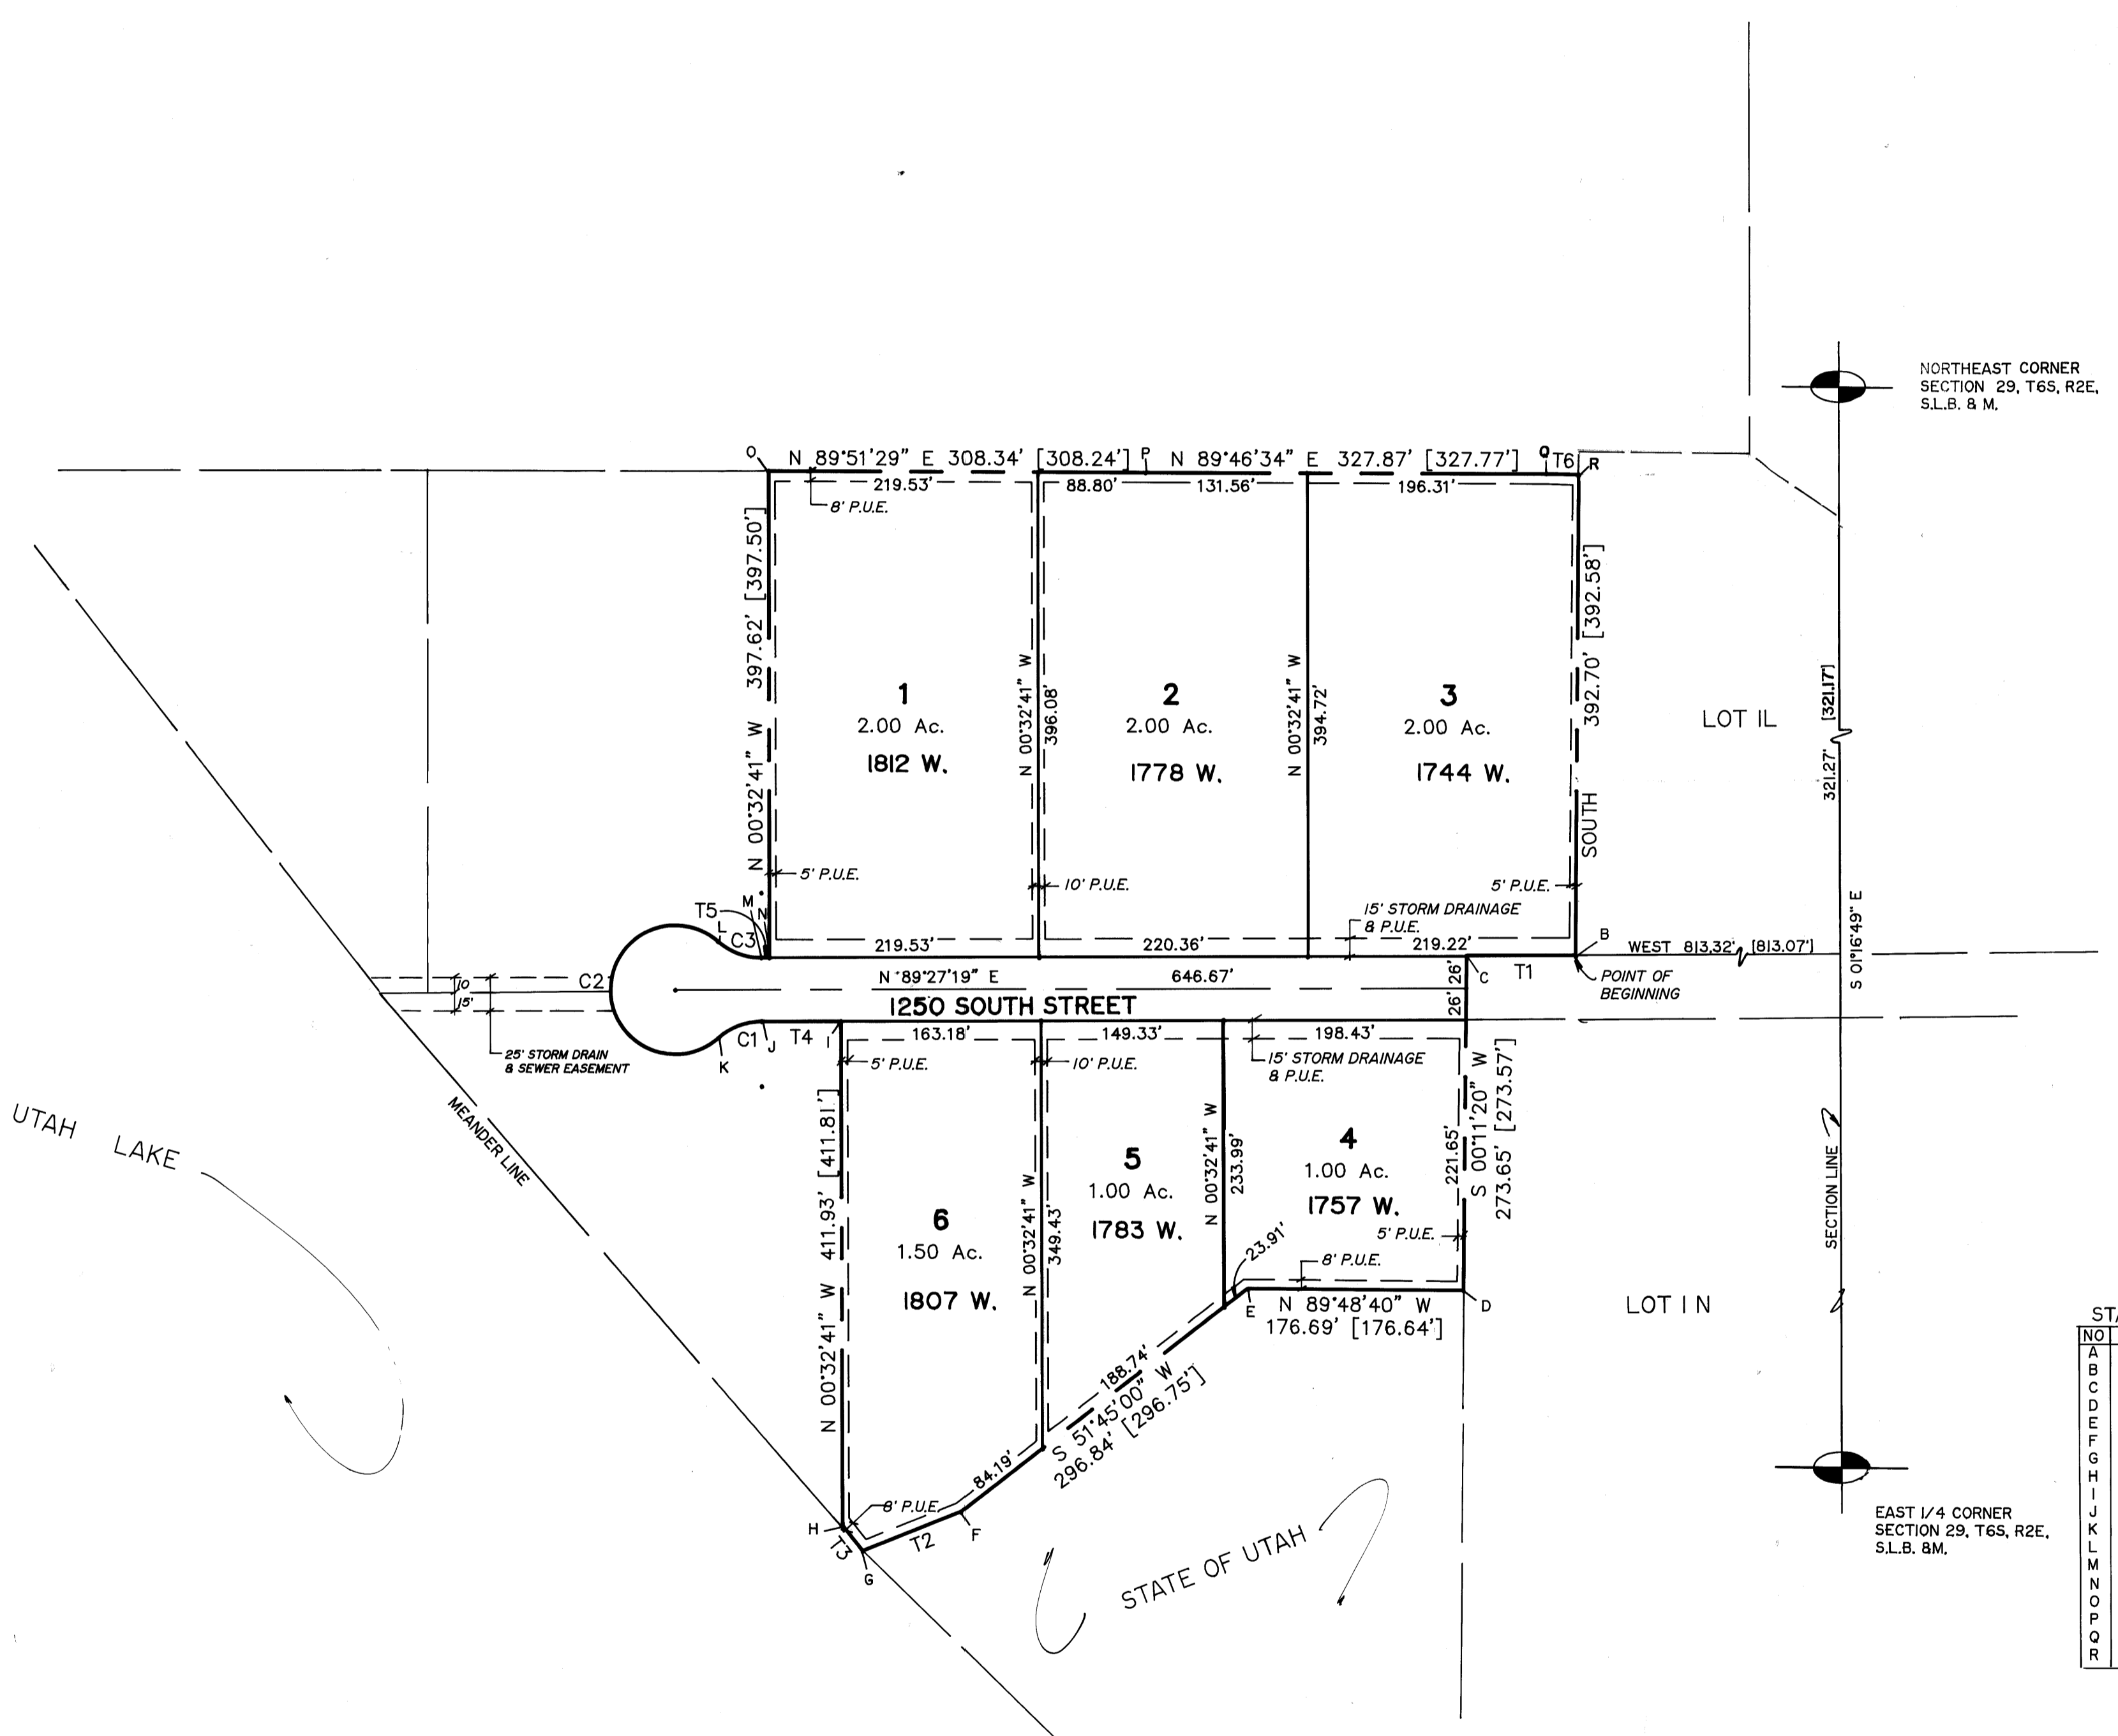 NORTHEAST CORNER
SECTION 29, T6S, R2E,
S.L.B. & M.
O
N 89°51'29" E 308.34' [308.24']
P
N 89°46'34" E 327.87' [327.77']
Q
T6
R
219.53'
88.80'
131.56'
196.31'
8' P.U.E.
N 00°32'41" W 397.62' [397.50']
1
2.00 Ac.
1812 W.
N 00°32'41" W
396.08'
2
2.00 Ac.
1778 W.
N 00°32'41" W
394.72'
3
2.00 Ac.
1744 W.
SOUTH 392.70' [392.58']
LOT 1L
321.27' [321.17']
S 01°16'49" E
5' P.U.E.
10' P.U.E.
5' P.U.E.
15' STORM DRAINAGE
& P.U.E.
T5
M
N
L
C3
219.53'
220.36'
219.22'
B
WEST 813.32' [813.07']
POINT OF
BEGINNING
C
T1
C2
10
15'
N °89'27'19" E
646.67'
26'
26'
1250 SOUTH STREET
25' STORM DRAIN
& SEWER EASEMENT
K
C1
J
T4
I
163.18'
149.33'
198.43'
5' P.U.E.
10' P.U.E.
15' STORM DRAINAGE
& P.U.E.
UTAH LAKE
MEANDER LINE
N 00°32'41" W 411.93' [411.81']
6
1.50 Ac.
1807 W.
N 00°32'41" W
349.43'
5
1.00 Ac.
1783 W.
N 00°32'41" W
233.99'
4
1.00 Ac.
1757 W.
221.65'
S 00°11'20" W
273.65' [273.57']
5' P.U.E.
8' P.U.E.
23.91'
E
N 89°48'40" W
176.69' [176.64']
D
LOT 1 N
SECTION LINE
188.74'
S 51°45'00" W
296.84' [296.75']
84.19'
8' P.U.E.
H
T3
G
T2
F
STATE OF UTAH
EAST 1/4 CORNER
SECTION 29, T6S, R2E,
S.L.B. &M.
STA
NO
A
B
C
D
E
F
G
H
I
J
K
L
M
N
O
P
Q
R